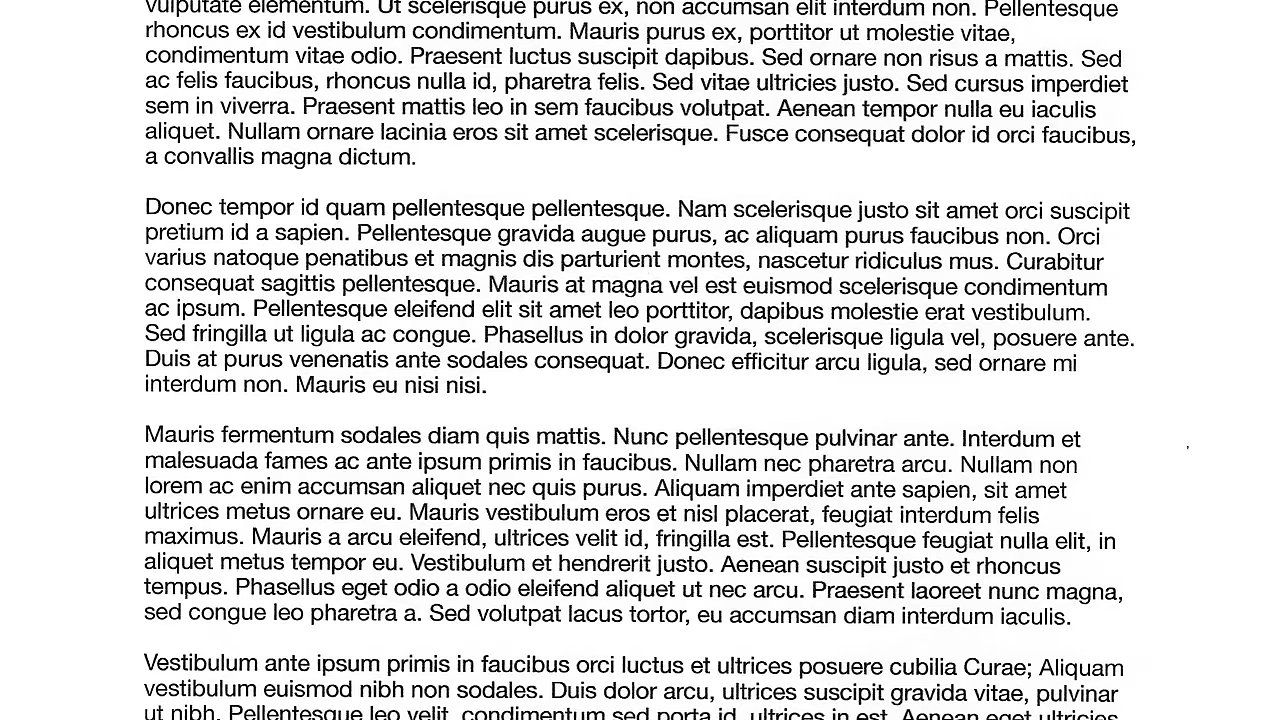 vulputate elementum. Ut scelerisque purus ex, non accumsan elit interdum non. Pellentesque
rhoncus ex id vestibulum condimentum. Mauris purus ex, porttitor ut molestie vitae,
condimentum vitae odio. Praesent luctus suscipit dapibus. Sed ornare non risus a mattis. Sed
ac felis faucibus, rhoncus nulla id, pharetra felis. Sed vitae ultricies justo. Sed cursus imperdiet
sem in viverra. Praesent mattis leo in sem faucibus volutpat. Aenean tempor nulla eu iaculis
aliquet. Nullam ornare lacinia eros sit amet scelerisque. Fusce consequat dolor id orci faucibus,
a convallis magna dictum.

Donec tempor id quam pellentesque pellentesque. Nam scelerisque justo sit amet orci suscipit
pretium id a sapien. Pellentesque gravida augue purus, ac aliquam purus faucibus non. Orci
varius natoque penatibus et magnis dis parturient montes, nascetur ridiculus mus. Curabitur
consequat sagittis pellentesque. Mauris at magna vel est euismod scelerisque condimentum
ac ipsum. Pellentesque eleifend elit sit amet leo porttitor, dapibus molestie erat vestibulum.
Sed fringilla ut ligula ac congue. Phasellus in dolor gravida, scelerisque ligula vel, posuere ante.
Duis at purus venenatis ante sodales consequat. Donec efficitur arcu ligula, sed ornare mi
interdum non. Mauris eu nisi nisi.

Mauris fermentum sodales diam quis mattis. Nunc pellentesque pulvinar ante. Interdum et
malesuada fames ac ante ipsum primis in faucibus. Nullam nec pharetra arcu. Nullam non
lorem ac enim accumsan aliquet nec quis purus. Aliquam imperdiet ante sapien, sit amet
ultrices metus ornare eu. Mauris vestibulum eros et nisl placerat, feugiat interdum felis
maximus. Mauris a arcu eleifend, ultrices velit id, fringilla est. Pellentesque feugiat nulla elit, in
aliquet metus tempor eu. Vestibulum et hendrerit justo. Aenean suscipit justo et rhoncus
tempus. Phasellus eget odio a odio eleifend aliquet ut nec arcu. Praesent laoreet nunc magna,
sed congue leo pharetra a. Sed volutpat lacus tortor, eu accumsan diam interdum iaculis.

Vestibulum ante ipsum primis in faucibus orci luctus et ultrices posuere cubilia Curae; Aliquam
vestibulum euismod nibh non sodales. Duis dolor arcu, ultrices suscipit gravida vitae, pulvinar
ut nibh. Pellentesque leo velit, condimentum sed porta id, ultrices in est. Aenean eget ultricies